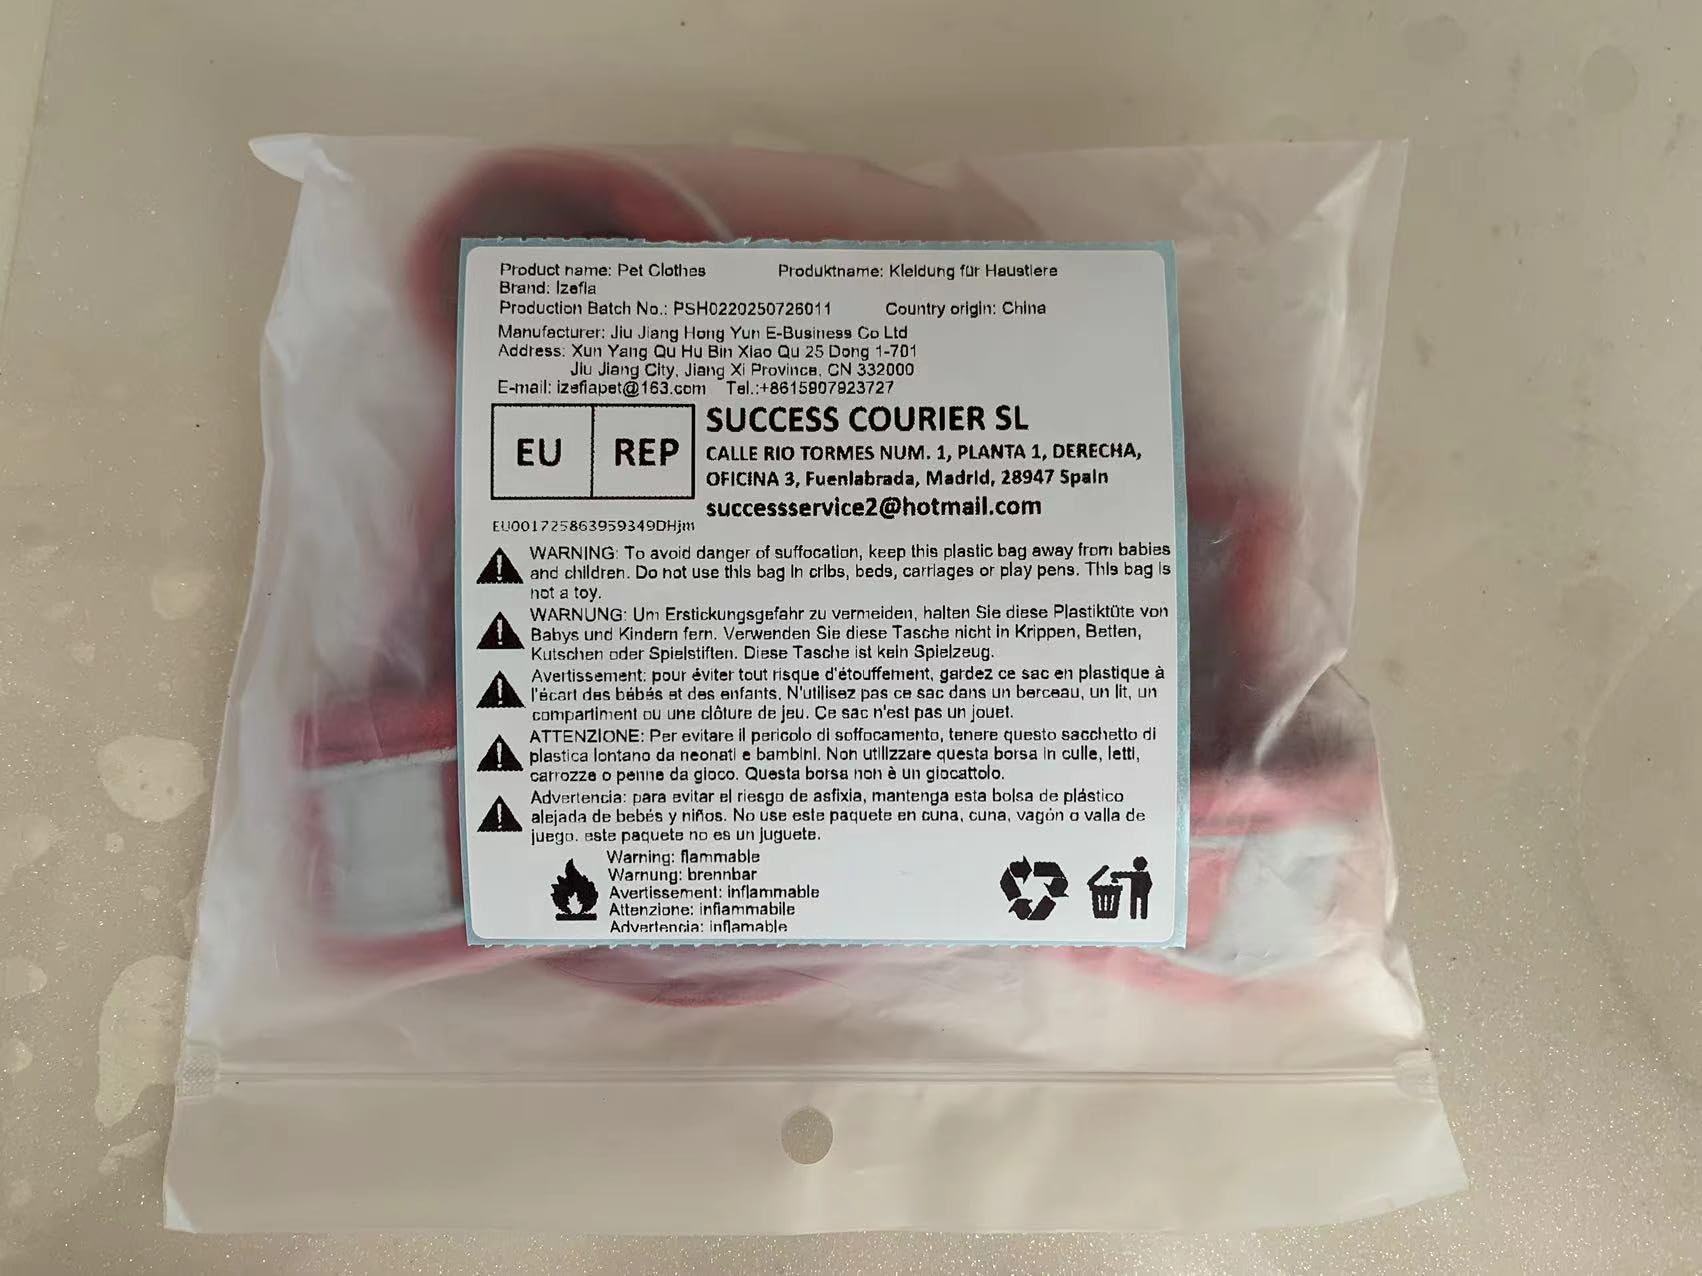 Product name: Pet Clothes Produktname: Kleidung für Haustiere
Brand: Izefia
Production Batch No.: PSH0220250726011 Country origin: China
Manufacturer: Jiu Jiang Hong Yun E-Business Co Ltd
Address: Xun Yang Qu Hu Bin Xiao Qu 25 Dong 1-701
Jiu Jiang City, Jiang Xi Province, CN 332000
E-mail: izefiapet@163.com Tel.:+8615907923727
EU REP
SUCCESS COURIER SL
CALLE RIO TORMES NUM. 1, PLANTA 1, DERECHA,
OFICINA 3, Fuenlabrada, Madrid, 28947 Spain
successservice2@hotmail.com
EU001725863959349DHjm
WARNING: To avoid danger of suffocation, keep this plastic bag away from babies
and children. Do not use this bag in cribs, beds, carriages or play pens. This bag is
not a toy.
WARNUNG: Um Erstickungsgefahr zu vermeiden, halten Sie diese Plastiktüte von
Babys und Kindern fern. Verwenden Sie diese Tasche nicht in Krippen, Betten,
Kutschen oder Spielstiften. Diese Tasche ist kein Spielzeug.
Avertissement: pour éviter tout risque d'étouffement, gardez ce sac en plastique à
l'écart des bébés et des enfants. N'utilisez pas ce sac dans un berceau, un lit, un
compartiment ou une clôture de jeu. Ce sac n'est pas un jouet.
ATTENZIONE: Per evitare il pericolo di soffocamento, tenere questo sacchetto di
plastica lontano da neonati e bambini. Non utilizzare questa borsa in culle, letti,
carrozze o penne da gioco. Questa borsa non è un giocattolo.
Advertencia: para evitar el riesgo de asfixia, mantenga esta bolsa de plástico
alejada de bebés y niños. No use este paquete en cuna, cuna, vagón o valla de
juego. este paquete no es un juguete.
Warning: flammable
Warnung: brennbar
Avertissement: inflammable
Attenzione: infiammabile
Advertencia: inflamable